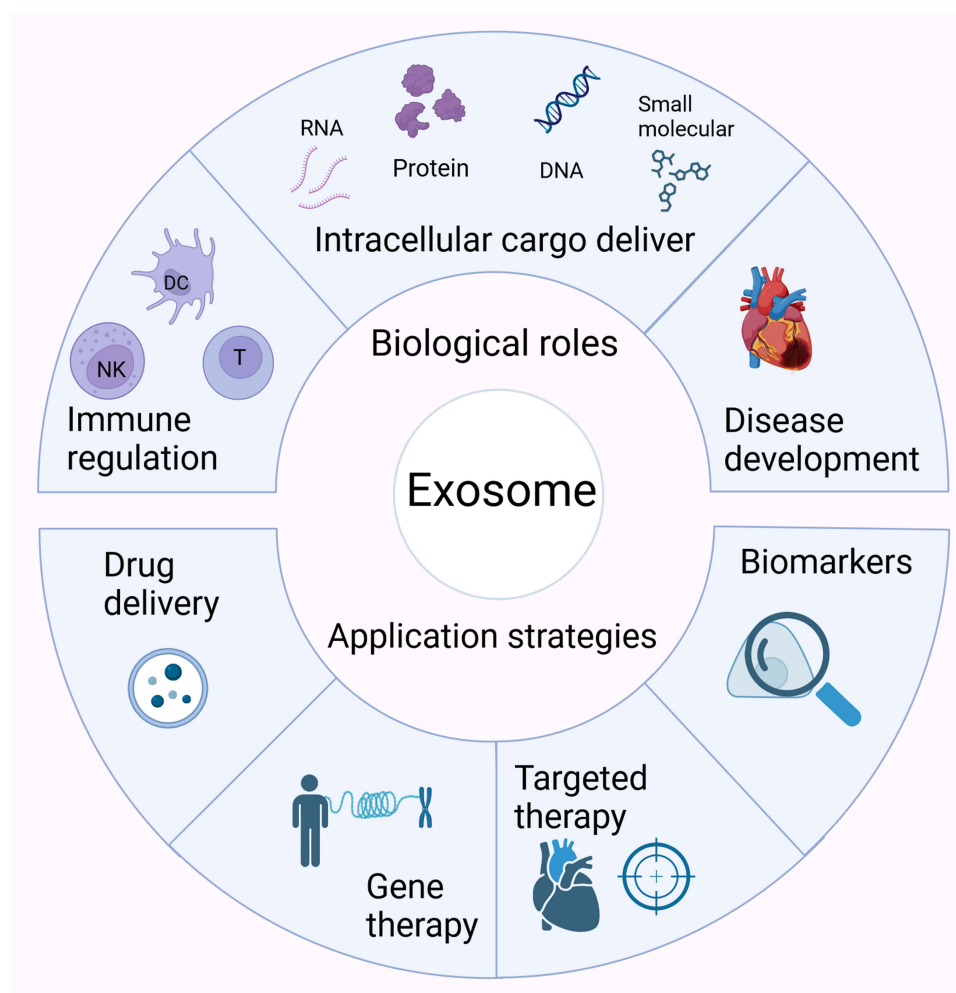 RNA
Protein
DNA
Small
molecular
Intracellular cargo deliver
DC
NK
T
Immune
regulation
Biological roles
Disease
development
Exosome
Drug
delivery
Application strategies
Biomarkers
Gene
therapy
Targeted
therapy